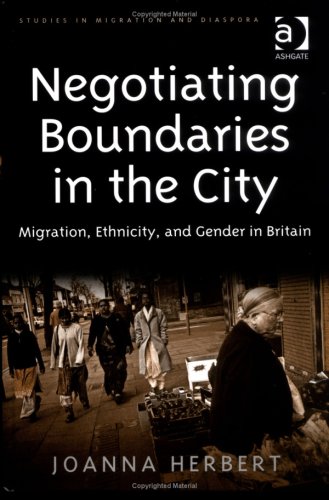 STUDIES IN MIGRATION AND DIASPORA
a
ASHGATE
Negotiating
Boundaries
in the City
Migration, Ethnicity, and Gender in Britain
JOANNA HERBERT